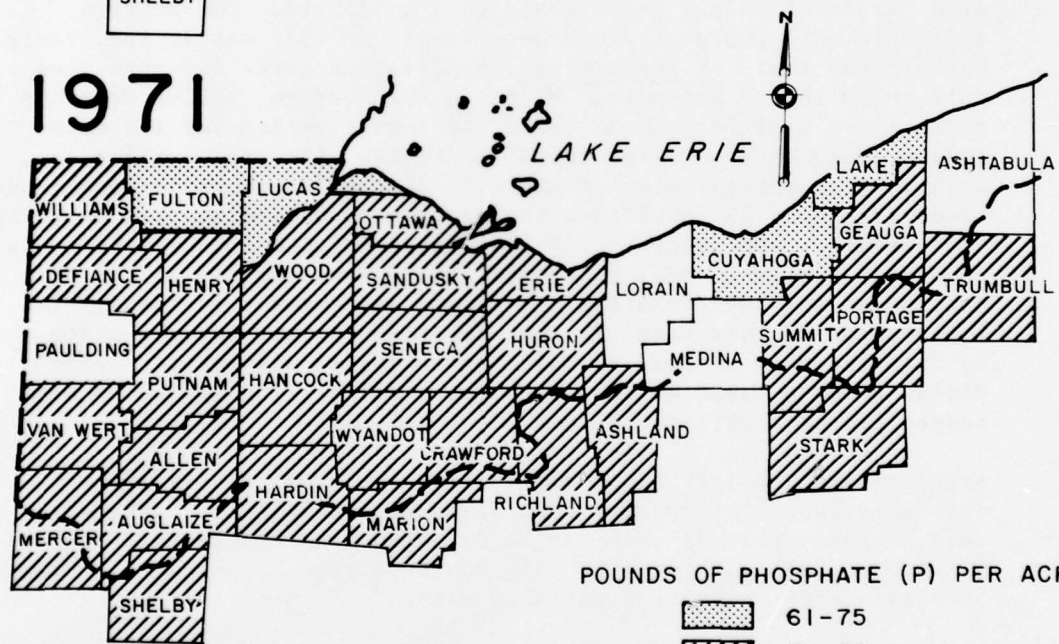 SHELBY
1971
N
LAKE ERIE
LAKE
ASHTABULA
WILLIAMS
FULTON
LUCAS
OTTAWA
GEAUGA
DEFIANCE
HENRY
WOOD
SANDUSKY
ERIE
LORAIN
CUYAHOGA
TRUMBULL
PAULDING
PUTNAM
HANCOCK
SENECA
HURON
MEDINA
SUMMIT
PORTAGE
VAN WERT
ALLEN
WYANDOT
CRAWFORD
ASHLAND
STARK
HARDIN
RICHLAND
MERCER
AUGLAIZE
MARION
SHELBY
POUNDS OF PHOSPHATE (P) PER
61-75